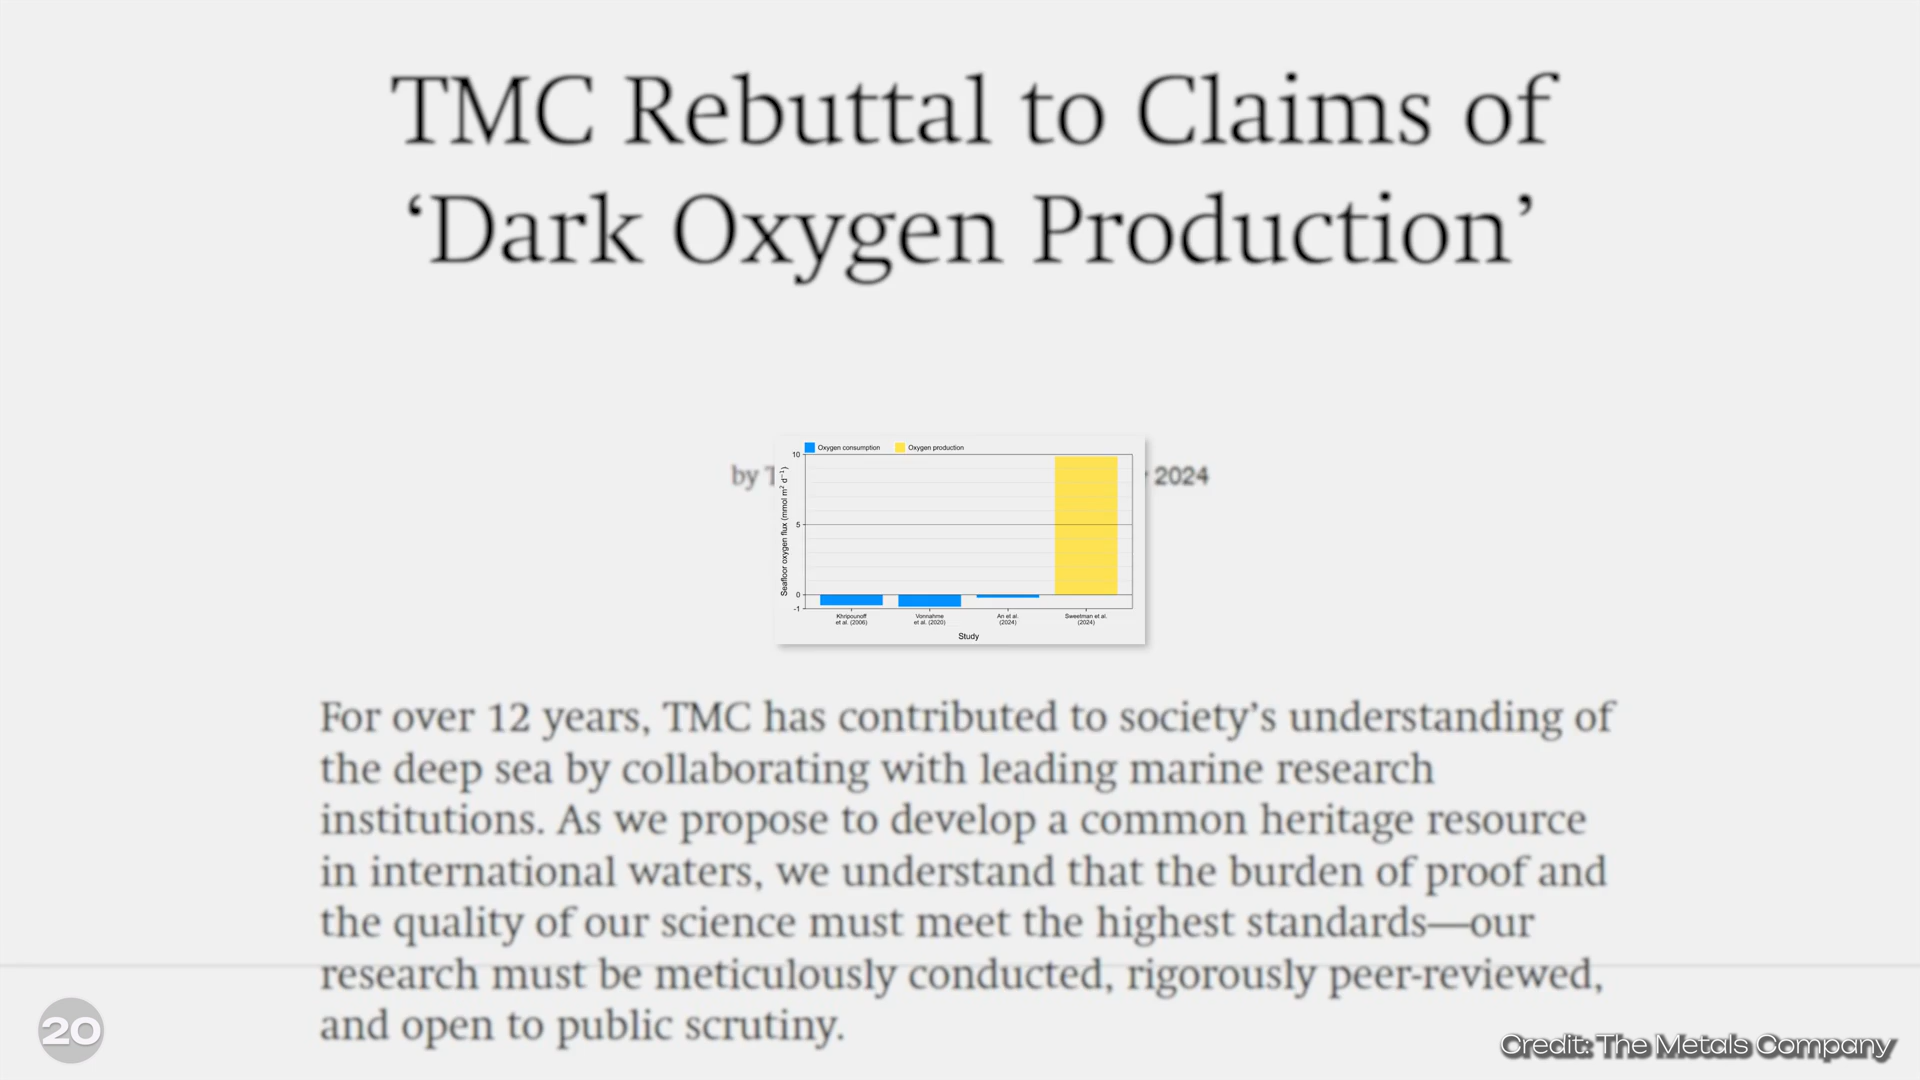 TMC Rebuttal to Claims of
‘Dark Oxygen Production’
by
2024
Oxygen consumption
Oxygen production
Seafloor oxygen flux (mmol m² d⁻¹)
10
5
0
-1
Khripounoff
et al. (2006)
Vonnahme
et al. (2020)
An et al.
(2024)
Sweetman et al.
(2024)
Study
For over 12 years, TMC has contributed to society’s understanding of
the deep sea by collaborating with leading marine research
institutions. As we propose to develop a common heritage resource
in international waters, we understand that the burden of proof and
the quality of our science must meet the highest standards—our
research must be meticulously conducted, rigorously peer-reviewed,
and open to public scrutiny.
20
Credit: The Metals Company